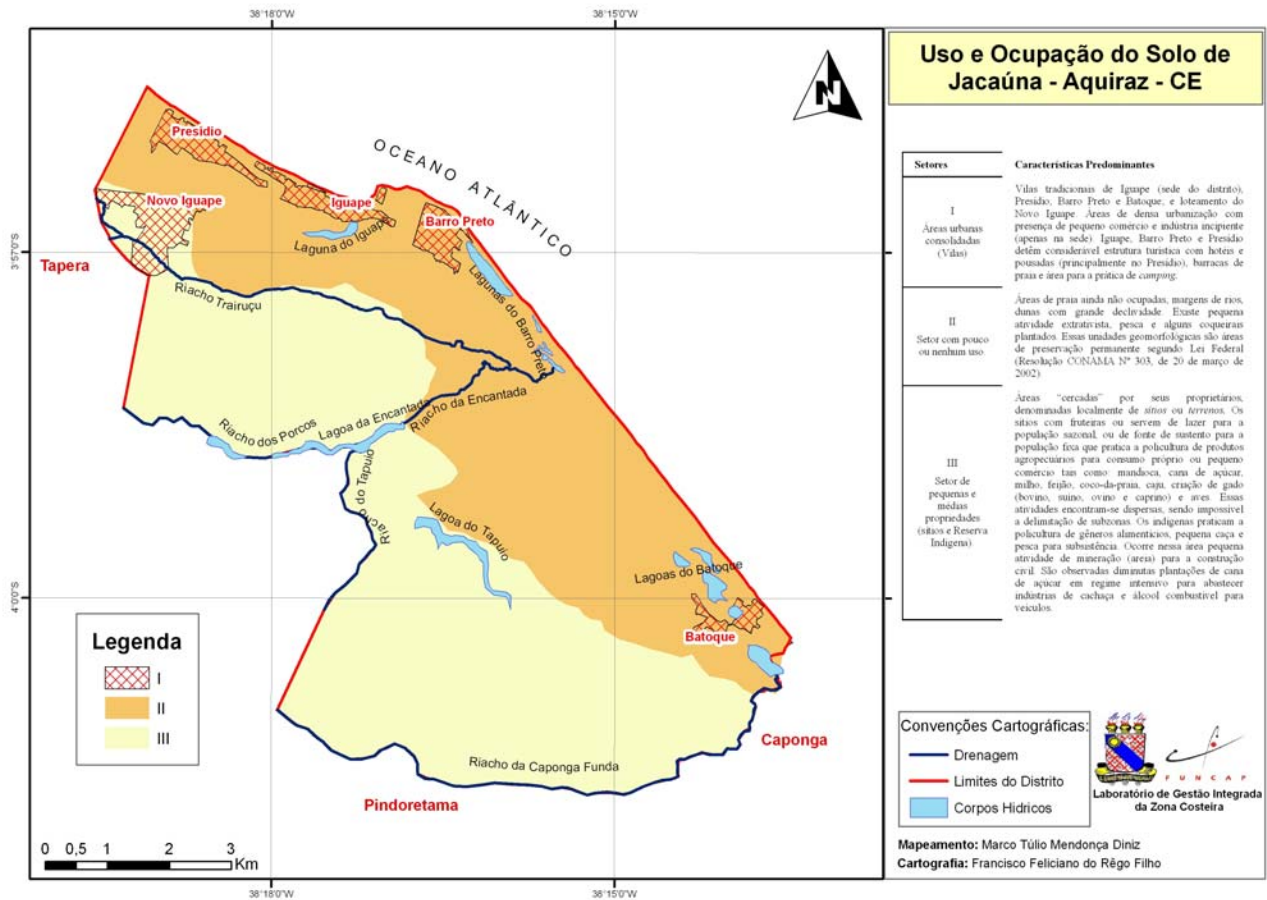 38°18'0"W
38°15'0"W
Uso e Ocupação do Solo de
Jacaúna - Aquiraz - CE
N
OCEANO ATLÂNTICO
Presídio
Novo Iguape
Iguape
Barro Preto
Laguna do Iguape
Lagunas do Barro Preto
3°57'0"S
Tapera
Riacho Trairuçu
Riacho dos Porcos
Lagoa da Encantada
Riacho da Encantada
Riacho do Tapuio
Lagoa do Tapuio
Lagoas do Batoque
4°0'0"S
Batoque
Caponga
Riacho da Caponga Funda
Pindoretama
Legenda
I
II
III
0 0,5 1 2 3
Km
38°18'0"W
38°15'0"W
Setores
Características Predominantes
I
Áreas urbanas
consolidadas
(Vilas)
Vilas tradicionais de Iguape (sede do distrito),
Presídio, Barro Preto e Batoque, e loteamento do
Novo Iguape. Áreas de densa urbanização com
presença de pequeno comércio e indústria incipiente
(apenas na sede). Iguape, Barro Preto e Presídio
detêm considerável estrutura turística com hotéis e
pousadas (principalmente no Presídio), barracas de
praia e área para a prática de camping.
II
Setor com pouco
ou nenhum uso
Áreas de praia ainda não ocupadas, margens de rios,
dunas com grande declividade. Existe pequena
atividade extrativista, pesca e alguns coqueirais
plantados. Essas unidades geomorfológicas são áreas
de preservação permanente segundo Lei Federal
(Resolução CONAMA N° 303, de 20 de março de
2002)
III
Setor de
pequenas e
médias
propriedades
(sítios e Reserva
Indígena)
Áreas "cercadas" por seus proprietários,
denominadas localmente de sítios ou terrenos. Os
sítios com fruteiras ou servem de lazer para a
população sazonal, ou de fonte de sustento para a
população fixa que pratica a policultura de produtos
agropecuários para consumo próprio ou pequeno
comércio tais como: mandioca, cana de açúcar,
milho, feijão, coco-da-praia, caju, criação de gado
(bovino, suíno, ovino e caprino) e aves. Essas
atividades encontram-se dispersas, sendo impossível
a delimitação de subzonas. Os indígenas praticam a
policultura de gêneros alimentícios, pequena caça e
pesca para subsistência. Ocorre nessa área pequena
atividade de mineração (areia) para a construção
civil. São observadas diminutas plantações de cana
de açúcar em regime intensivo para abastecer
indústrias de cachaça e álcool combustível para
veículos.
Convenções Cartográficas:
Drenagem
Limites do Distrito
Corpos Hídricos
FUNCAP
Laboratório de Gestão Integrada
da Zona Costeira
Mapeamento: Marco Túlio Mendonça Diniz
Cartografia: Francisco Feliciano do Rêgo Filho